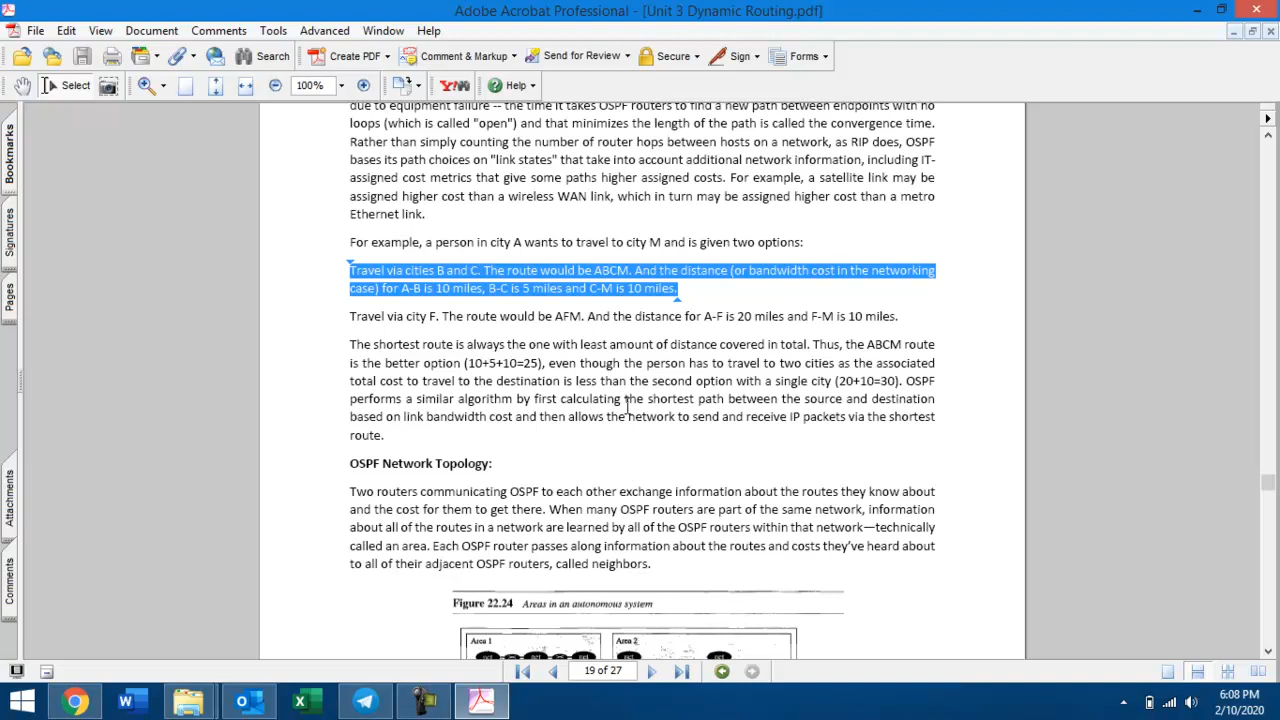 Adobe Acrobat Professional - [Unit 3 Dynamic Routing.pdf]
File Edit View Document Comments Forms Tools Advanced Window Help
Search Create PDF Comment & Markup Send for Review Secure Sign Forms
Select 100% Y! Help
Bookmarks
Signatures
Pages
Attachments
Comments
due to equipment failure -- the time it takes OSPF routers to find a new path between endpoints with no
loops (which is called "open") and that minimizes the length of the path is called the convergence time.
Rather than simply counting the number of router hops between hosts on a network, as RIP does, OSPF
bases its path choices on "link states" that take into account additional network information, including IT-
assigned cost metrics that give some paths higher assigned costs. For example, a satellite link may be
assigned higher cost than a wireless WAN link, which in turn may be assigned higher cost than a metro
Ethernet link.
For example, a person in city A wants to travel to city M and is given two options:
Travel via cities B and C. The route would be ABCM. And the distance (or bandwidth cost in the networking
case) for A-B is 10 miles, B-C is 5 miles and C-M is 10 miles.
Travel via city F. The route would be AFM. And the distance for A-F is 20 miles and F-M is 10 miles.
The shortest route is always the one with least amount of distance covered in total. Thus, the ABCM route
is the better option (10+5+10=25), even though the person has to travel to two cities as the associated
total cost to travel to the destination is less than the second option with a single city (20+10=30). OSPF
performs a similar algorithm by first calculating the shortest path between the source and destination
based on link bandwidth cost and then allows the network to send and receive IP packets via the shortest
route.
OSPF Network Topology:
Two routers communicating OSPF to each other exchange information about the routes they know about
and the cost for them to get there. When many OSPF routers are part of the same network, information
about all of the routes in a network are learned by all of the OSPF routers within that network—technically
called an area. Each OSPF router passes along information about the routes and costs they've heard about
to all of their adjacent OSPF routers, called neighbors.
Figure 22.24 Areas in an autonomous system
Area 1 Area 2
19 of 27
6:08 PM
2/10/2020